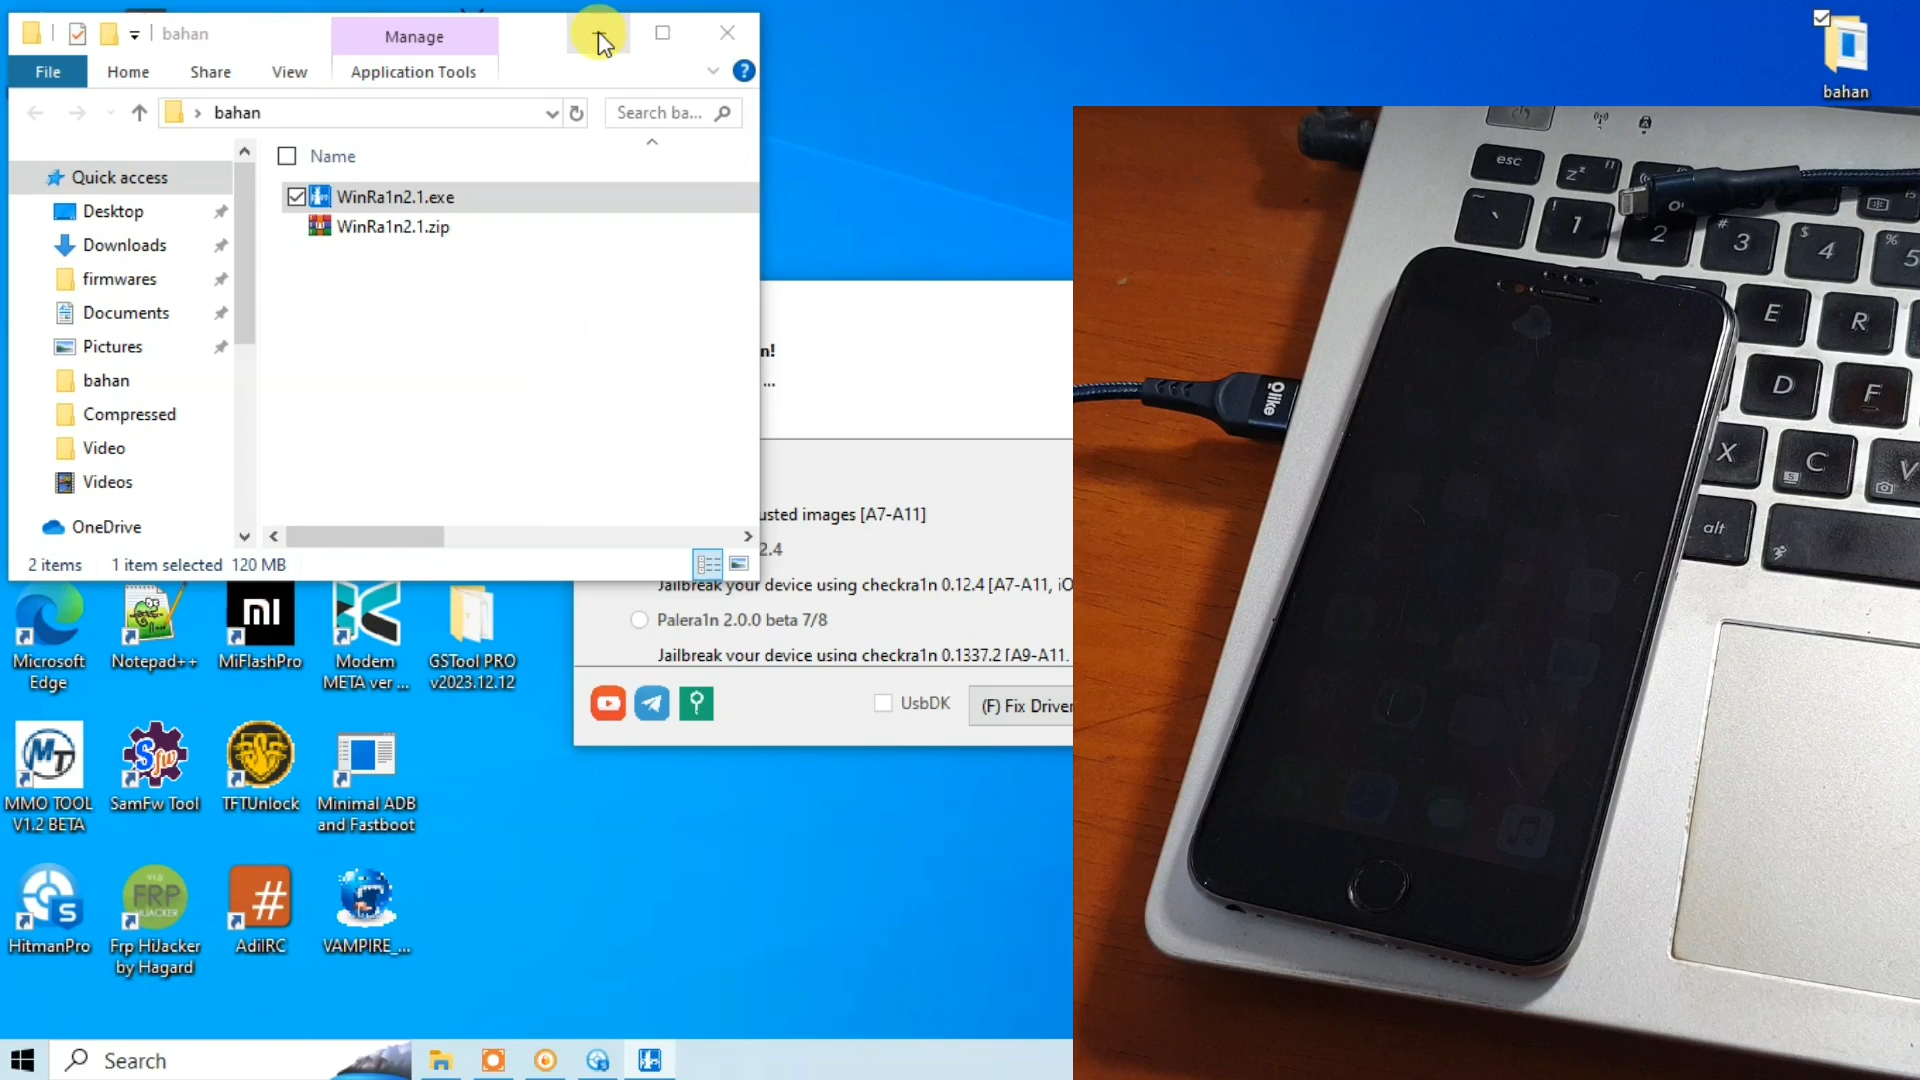 bahan
Manage
File
Home
Share
View
Application Tools
?
bahan
Search ba...
Name
Quick access
WinRa1n2.1.exe
Desktop
WinRa1n2.1.zip
Downloads
firmwares
Documents
Pictures
bahan
Compressed
Video
Videos
OneDrive
2 items
1 item selected
120 MB
n!
...
usted images [A7-A11]
2.4
Jailbreak your device using checkra1n 0.12.4 [A7-A11, iO
Palera1n 2.0.0 beta 7/8
Jailbreak your device using checkra1n 0.1337.2 [A9-A11,
UsbDK
(F) Fix Driver
Microsoft
Edge
Notepad++
MiFlashPro
Modem
META ver ...
GSTool PRO
v2023.12.12
MMO TOOL
V1.2 BETA
SamFw Tool
TFTUnlock
Minimal ADB
and Fastboot
HitmanPro
Frp HiJacker
by Hagard
AdiIRC
VAMPIRE_...
Search
bahan
esc
1
2
3
4
5
E
R
D
F
X
C
V
alt
Qlike